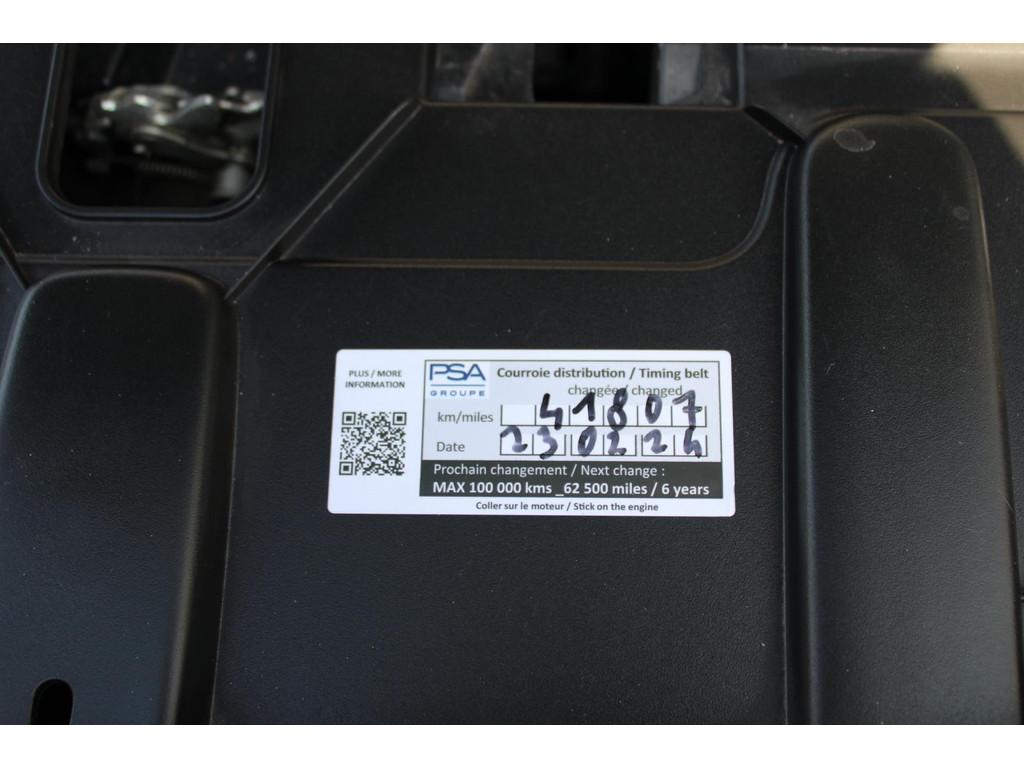 PLUS / MORE
INFORMATION
PSA
GROUPE
Courroie distribution / Timing belt
changée / changed
km/miles 41807
Date 230224
Prochain changement / Next change :
MAX 100 000 kms _62 500 miles / 6 years
Coller sur le moteur / Stick on the engine